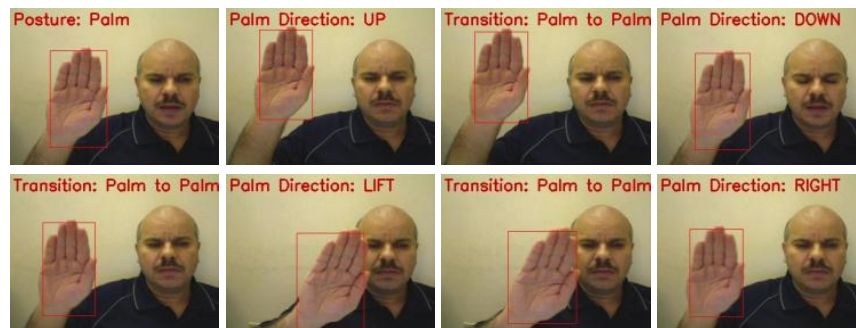 Posture: Palm
Palm Direction: UP
Transition: Palm to Palm
Palm Direction: DOWN
Transition: Palm to Palm
Palm Direction: LIFT
Transition: Palm to Palm
Palm Direction: RIGHT